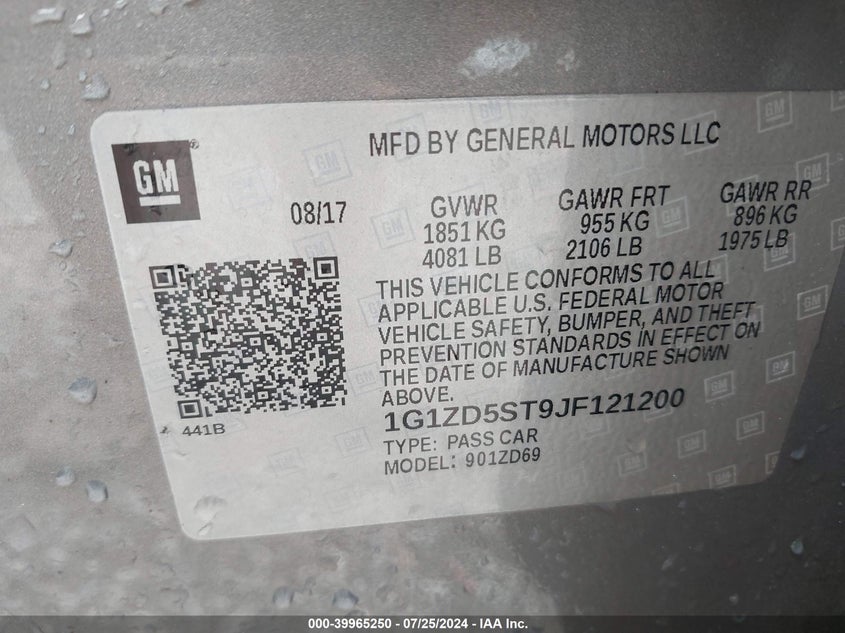 MFD BY GENERAL MOTORS LLC
GM
08/17
GVWR GAWR FRT GAWR RR
1851 KG 955 KG 896 KG
4081 LB 2106 LB 1975 LB
THIS VEHICLE CONFORMS TO ALL
APPLICABLE U.S. FEDERAL MOTOR
VEHICLE SAFETY, BUMPER, AND THEFT
PREVENTION STANDARDS IN EFFECT ON
THE DATE OF MANUFACTURE SHOWN
ABOVE.
1G1ZD5ST9JF121200
4 441B
TYPE: PASS CAR
MODEL: 901ZD69
000-39965250 - 07/25/2024 - IAA Inc.